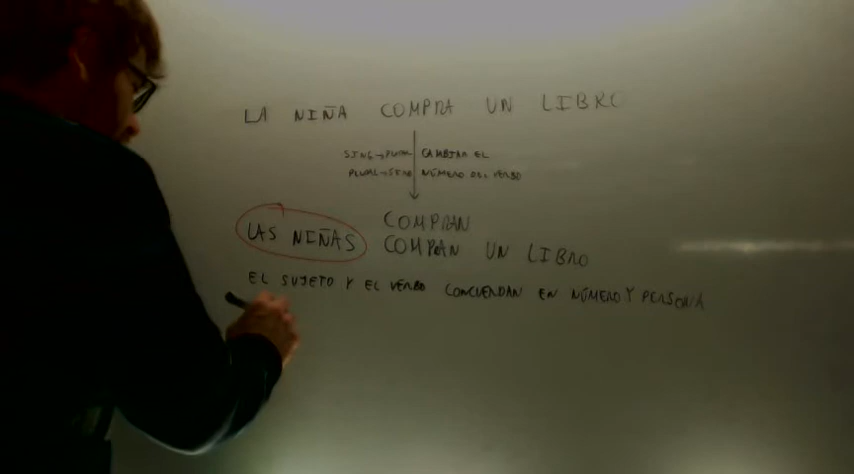 LA NIÑA COMPRA UN LIBRO
SING→PLURAL CAMBIAR EL
PLURAL→SING NÚMERO DEL VERBO
COMPRAN
LAS NIÑAS COMPRAN UN LIBRO
EL SUJETO Y EL VERBO CONCUERDAN EN NÚMERO Y PERSONA